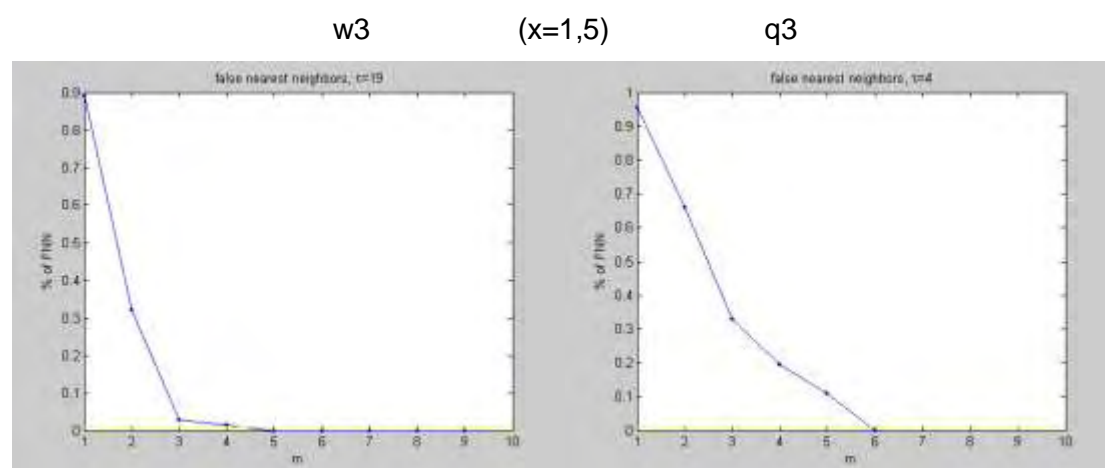 w3 (x=1,5) q3
false nearest neighbors, τ=19
% of FNN
0.9
0.8
0.7
0.6
0.5
0.4
0.3
0.2
0.1
0
1 2 3 4 5 6 7 8 9 10
m
false nearest neighbors, τ=4
% of FNN
1
0.9
0.8
0.7
0.6
0.5
0.4
0.3
0.2
0.1
0
1 2 3 4 5 6 7 8 9 10
m